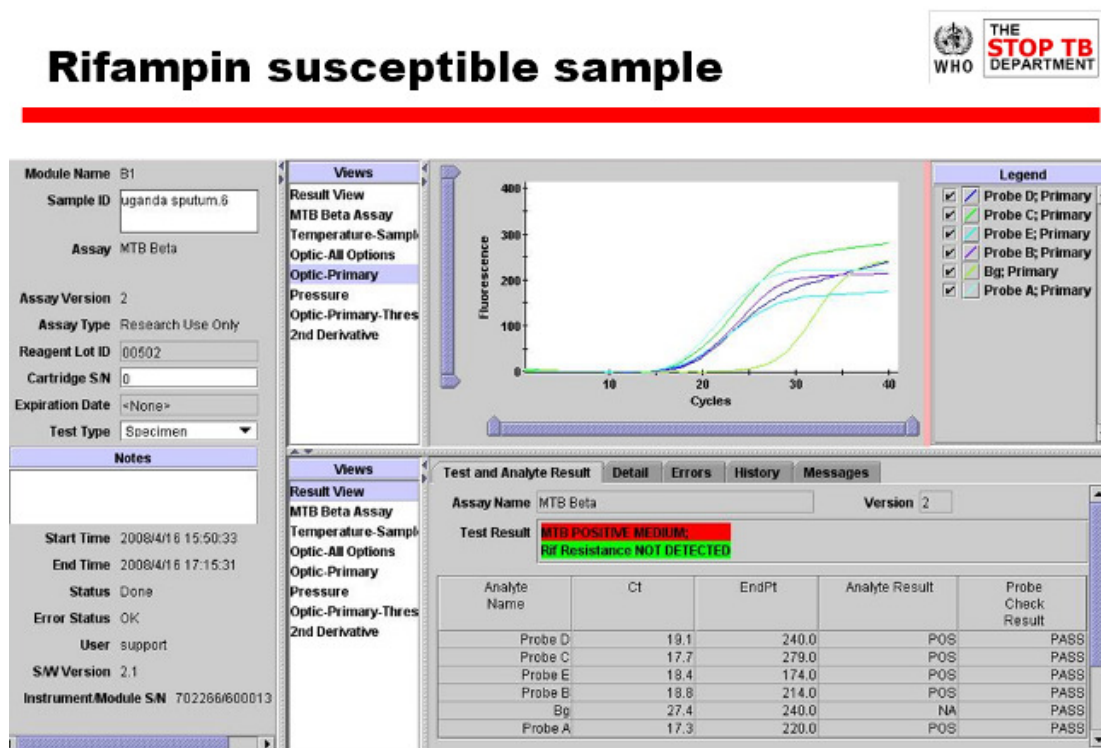 Rifampin susceptible sample
WHO
THE
STOP TB
DEPARTMENT
Module Name B1
Sample ID uganda sputum.6
Assay MTB Beta
Assay Version 2
Assay Type Research Use Only
Reagent Lot ID 00502
Cartridge S/N 0
Expiration Date <None>
Test Type Specimen
Notes
Start Time 2008/4/16 15:50:33
End Time 2008/4/16 17:15:31
Status Done
Error Status OK
User support
S/W Version 2.1
Instrument/Module S/N 702266/600013
Views
Result View
MTB Beta Assay
Temperature-Sampl
Optic-All Options
Optic-Primary
Pressure
Optic-Primary-Thres
2nd Derivative
400
300
200
100
0
Fluorescence
10 20 30 40
Cycles
Legend
Probe D; Primary
Probe C; Primary
Probe E; Primary
Probe B; Primary
Bg; Primary
Probe A; Primary
Views
Result View
MTB Beta Assay
Temperature-Sampl
Optic-All Options
Optic-Primary
Pressure
Optic-Primary-Thres
2nd Derivative
Test and Analyte Result Detail Errors History Messages
Assay Name MTB Beta Version 2
Test Result MTB POSITIVE MEDIUM;
Rif Resistance NOT DETECTED
Analyte Name Ct EndPt Analyte Result Probe Check Result
Probe D 19.1 240.0 POS PASS
Probe C 17.7 279.0 POS PASS
Probe E 18.4 174.0 POS PASS
Probe B 18.8 214.0 POS PASS
Bg 27.4 240.0 NA PASS
Probe A 17.3 220.0 POS PASS